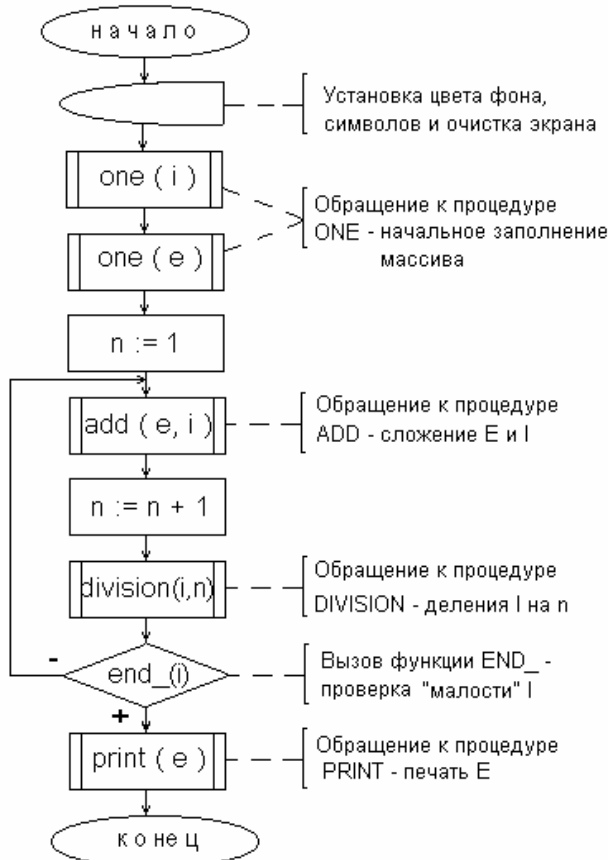 начало
Установка цвета фона,
символов и очистка экрана
one ( i )
Обращение к процедуре
ONE - начальное заполнение
массива
one ( e )
n := 1
add ( e, i )
Обращение к процедуре
ADD - сложение E и I
n := n + 1
division(i,n)
Обращение к процедуре
DIVISION - деления I на n
-
end_(i)
Вызов функции END_ -
проверка "малости" I
+
print ( e )
Обращение к процедуре
PRINT - печать E
конец